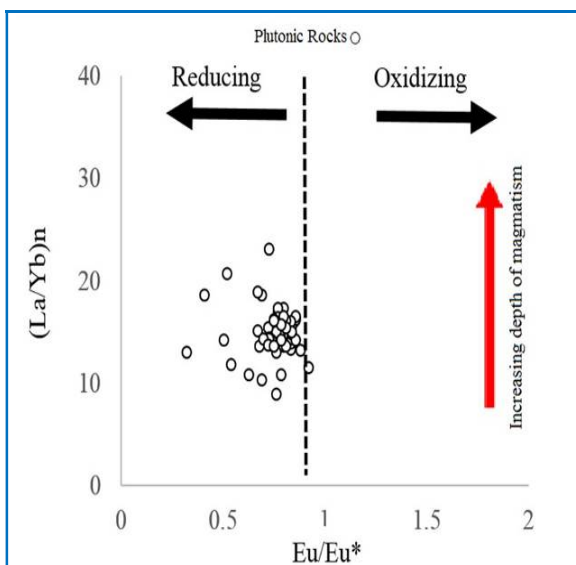 Plutonic Rocks
Reducing
Oxidizing
40
30
20
10
0
(La/Yb)n
Increasing depth of magmatism
0
0.5
1
1.5
2
Eu/Eu*